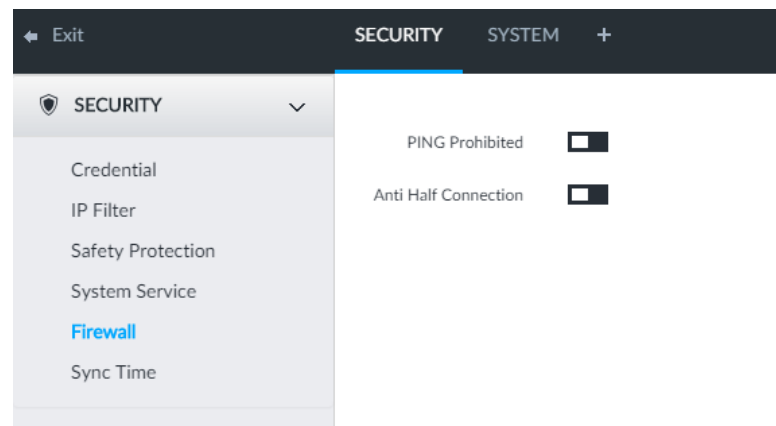 Exit
SECURITY SYSTEM +
SECURITY
Credential
IP Filter
Safety Protection
System Service
Firewall
Sync Time
PING Prohibited
Anti Half Connection